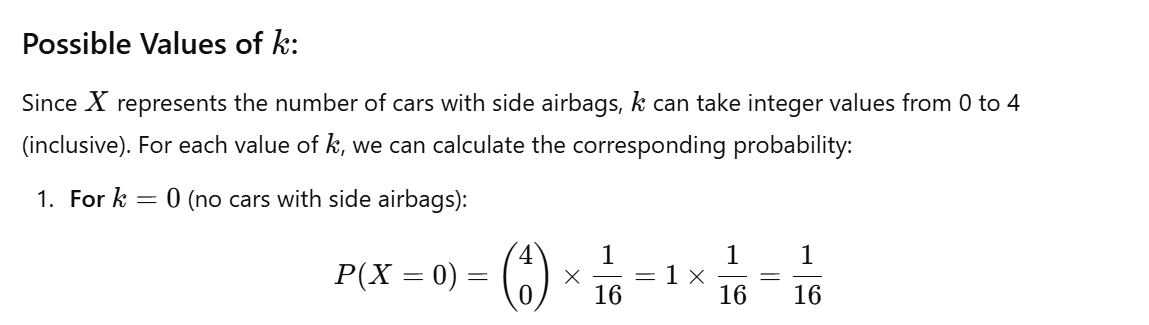 Possible Values of k:
Since X represents the number of cars with side airbags, k can take integer values from 0 to 4
(inclusive). For each value of k, we can calculate the corresponding probability:
1. For k = 0 (no cars with side airbags):
P(X = 0) = (4 0) × 1/16 = 1 × 1/16 = 1/16